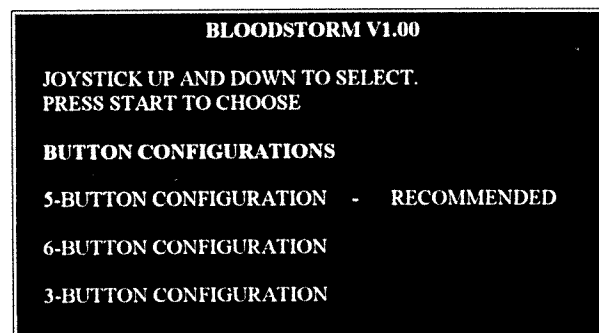 BLOODSTORM V1.00
JOYSTICK UP AND DOWN TO SELECT.
PRESS START TO CHOOSE
BUTTON CONFIGURATIONS
5-BUTTON CONFIGURATION - RECOMMENDED
6-BUTTON CONFIGURATION
3-BUTTON CONFIGURATION